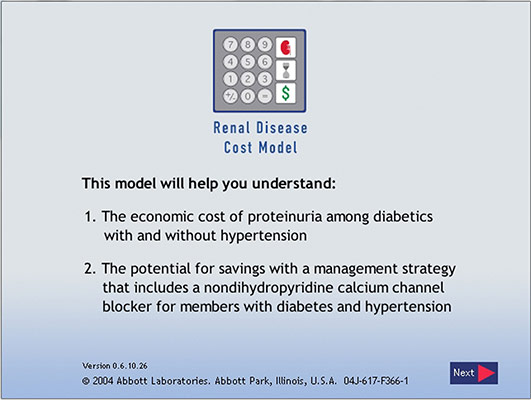 7 8 9
4 5 6
1 2 3
+/- 0 = $
Renal Disease
Cost Model
This model will help you understand:
1. The economic cost of proteinuria among diabetics
with and without hypertension
2. The potential for savings with a management strategy
that includes a nondihydropyridine calcium channel
blocker for members with diabetes and hypertension
Version 0.6.10.26
© 2004 Abbott Laboratories. Abbott Park, Illinois, U.S.A. 04J-617-F366-1
Next